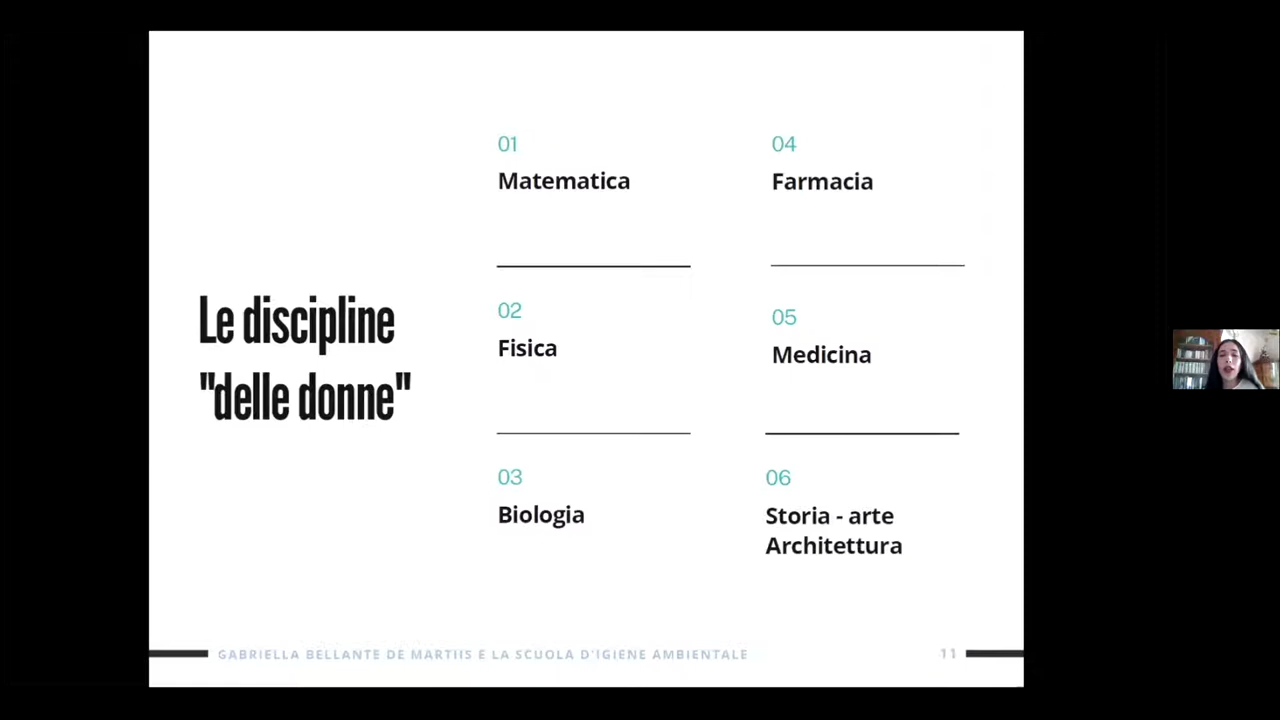 Le discipline
"delle donne"
01
Matematica
02
Fisica
03
Biologia
04
Farmacia
05
Medicina
06
Storia - arte
Architettura
GABRIELLA BELLANTE DE MARTIIS E LA SCUOLA D'IGIENE AMBIENTALE
11